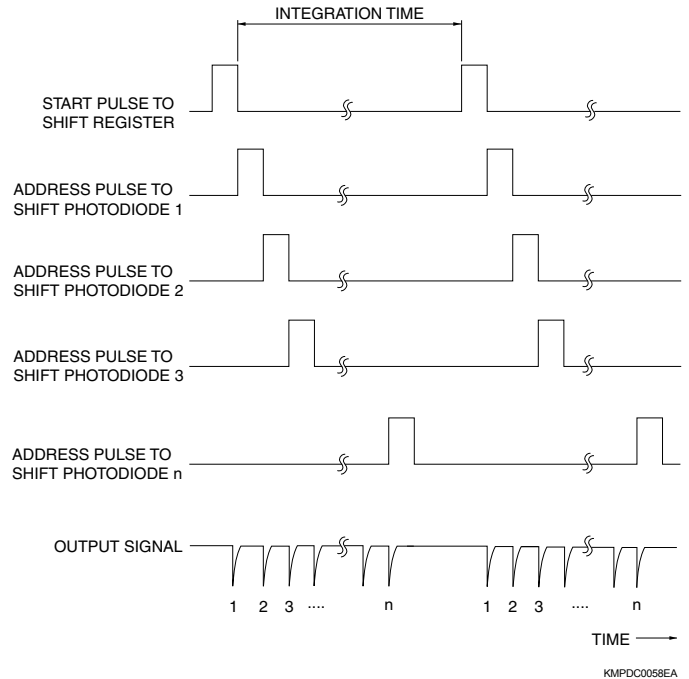 INTEGRATION TIME
START PULSE TO
SHIFT REGISTER
ADDRESS PULSE TO
SHIFT PHOTODIODE 1
ADDRESS PULSE TO
SHIFT PHOTODIODE 2
ADDRESS PULSE TO
SHIFT PHOTODIODE 3
ADDRESS PULSE TO
SHIFT PHOTODIODE n
OUTPUT SIGNAL
1 2 3 .... n 1 2 3 .... n
TIME
KMPDC0058EA